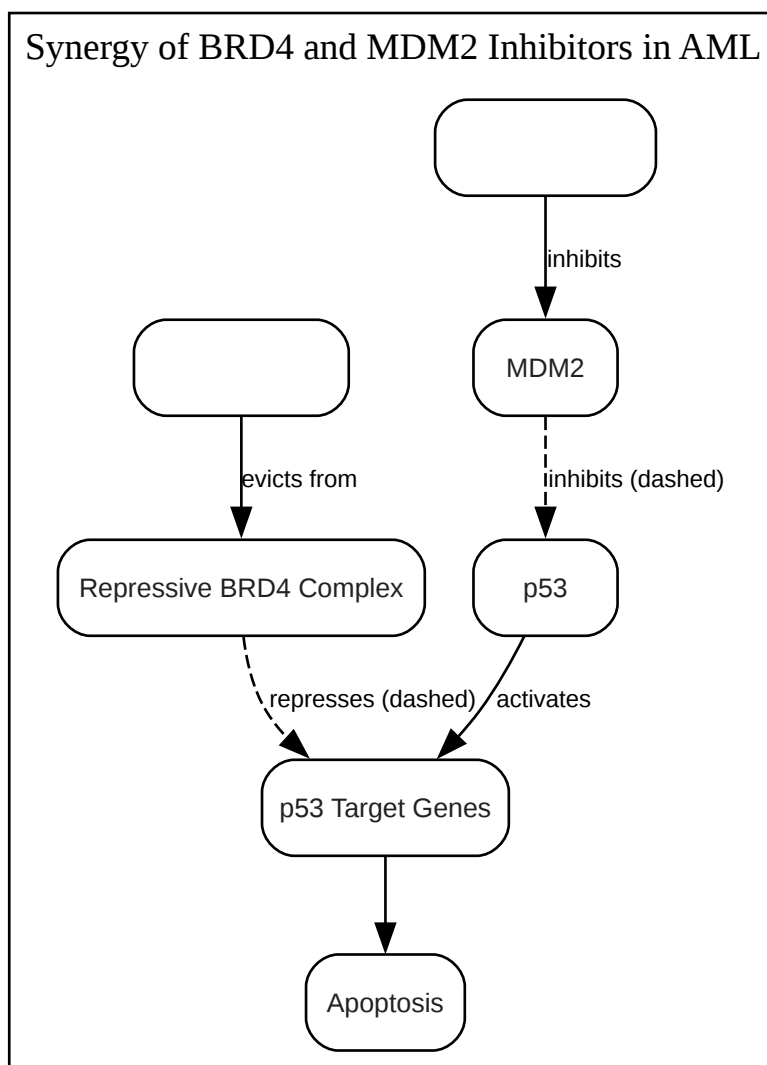 Synergy of BRD4 and MDM2 Inhibitors in AML
inhibits
MDM2
evicts from
inhibits (dashed)
Repressive BRD4 Complex
p53
represses (dashed)
activates
p53 Target Genes
Apoptosis